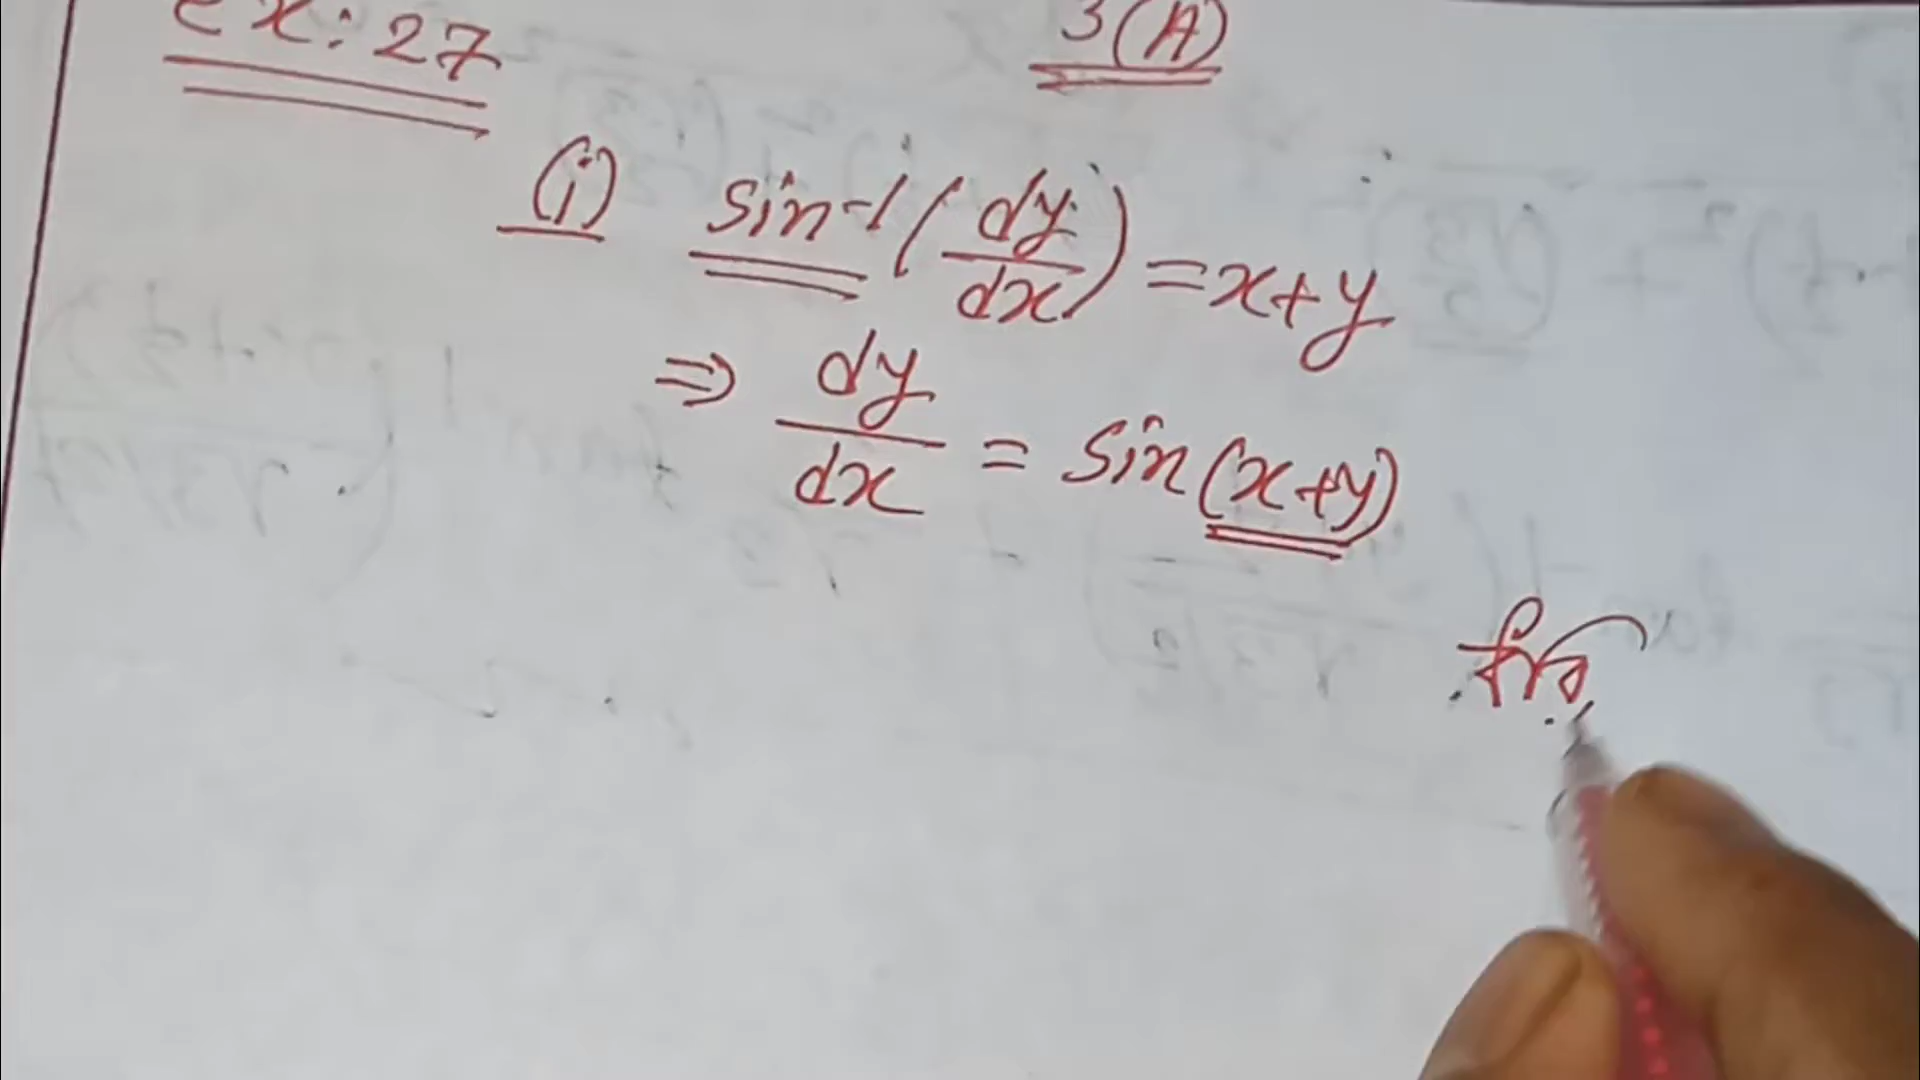 ex: 27
3(A)
(i) sin-1(dy/dx) = x+y
⇒ dy/dx = sin(x+y)